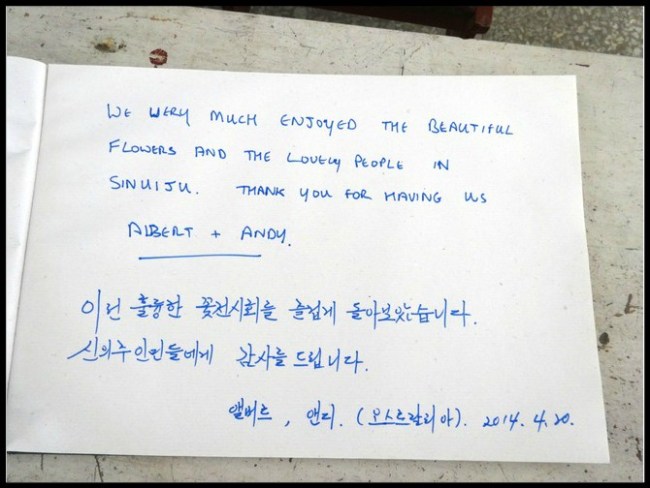 WE WERY MUCH ENJOYED THE BEAUTIFUL
FLOWERS AND THE LOVELY PEOPLE IN
SINUIJU. THANK YOU FOR HAVING US
ALBERT + ANDY.
이런 훌륭한 꽃전시회를 즐겁게 돌아보았습니다.
신의주인민들에게 감사를 드립니다.
앨버트, 앤디. (오스트랄리아). 2014. 4. 20.